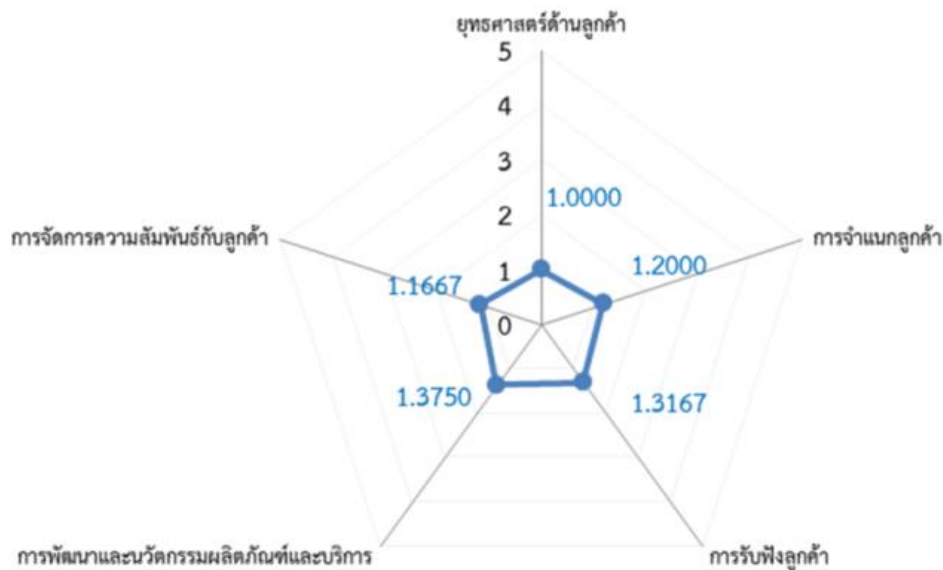 ยุทธศาสตร์ด้านลูกค้า
5
4
3
2
1
0
1.0000
การจำแนกลูกค้า
1.2000
การรับฟังลูกค้า
1.3167
การพัฒนาและนวัตกรรมผลิตภัณฑ์และบริการ
1.3750
การจัดการความสัมพันธ์กับลูกค้า
1.1667